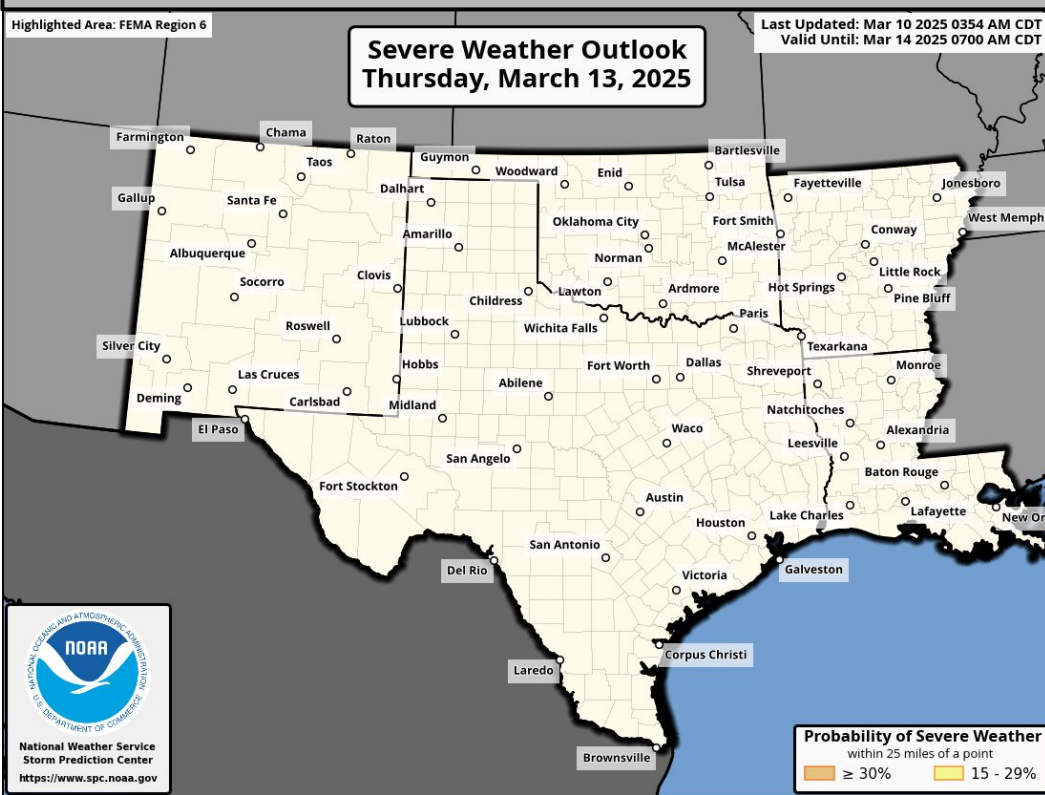 Highlighted Area: FEMA Region 6
Last Updated: Mar 10 2025 0354 AM CDT
Valid Until: Mar 14 2025 0700 AM CDT
Severe Weather Outlook
Thursday, March 13, 2025
Farmington
Chama
Raton
Taos
Guymon
Woodward
Enid
Bartlesville
Gallup
Santa Fe
Dalhart
Tulsa
Fayetteville
Jonesboro
Albuquerque
Amarillo
Oklahoma City
Fort Smith
Conway
West Memph
Norman
McAlester
Socorro
Clovis
Childress
Lawton
Ardmore
Hot Springs
Little Rock
Pine Bluff
Roswell
Lubbock
Wichita Falls
Paris
Texarkana
Silver City
Las Cruces
Hobbs
Abilene
Fort Worth
Dallas
Shreveport
Monroe
Deming
Carlsbad
Midland
Natchitoches
El Paso
Waco
Leesville
Alexandria
San Angelo
Fort Stockton
Baton Rouge
Austin
Houston
Lake Charles
Lafayette
New Or
San Antonio
Del Rio
Galveston
Victoria
Laredo
Corpus Christi
Brownsville
NATIONAL OCEANIC AND ATMOSPHERIC ADMINISTRATION
NOAA
U.S. DEPARTMENT OF COMMERCE
National Weather Service
Storm Prediction Center
https://www.spc.noaa.gov
Probability of Severe Weather
within 25 miles of a point
≥ 30%
15 - 29%